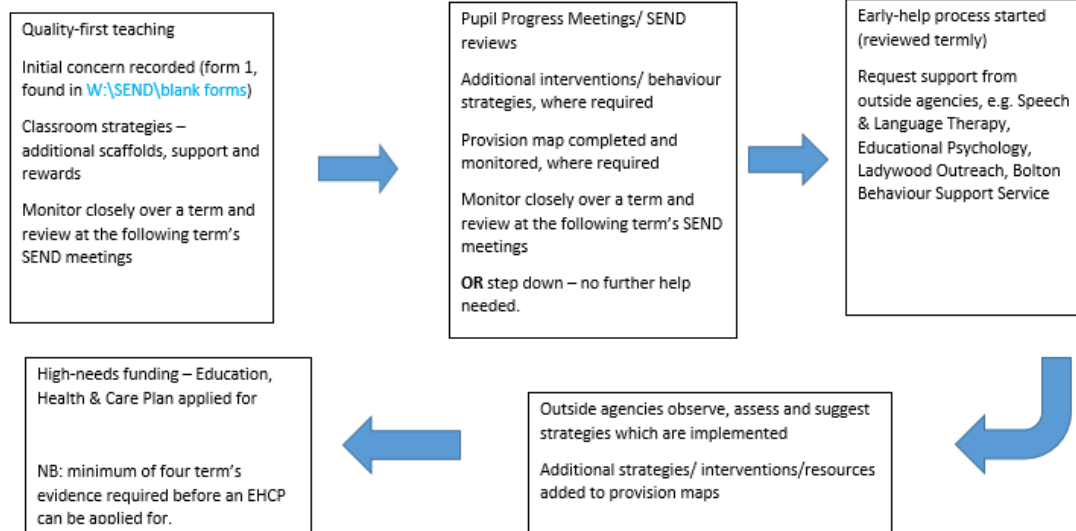 Quality-first teaching
Initial concern recorded (form 1,
found in W:\SEND\blank forms)
Classroom strategies –
additional scaffolds, support and
rewards
Monitor closely over a term and
review at the following term's
SEND meetings
Pupil Progress Meetings/ SEND
reviews
Additional interventions/ behaviour
strategies, where required
Provision map completed and
monitored, where required
Monitor closely over a term and
review at the following term's SEND
meetings
OR step down – no further help
needed.
Early-help process started
(reviewed termly)
Request support from
outside agencies, e.g. Speech
& Language Therapy,
Educational Psychology,
Ladywood Outreach, Bolton
Behaviour Support Service
Outside agencies observe, assess and suggest
strategies which are implemented
Additional strategies/ interventions/resources
added to provision maps
High-needs funding – Education,
Health & Care Plan applied for
NB: minimum of four term's
evidence required before an EHCP
can be applied for.